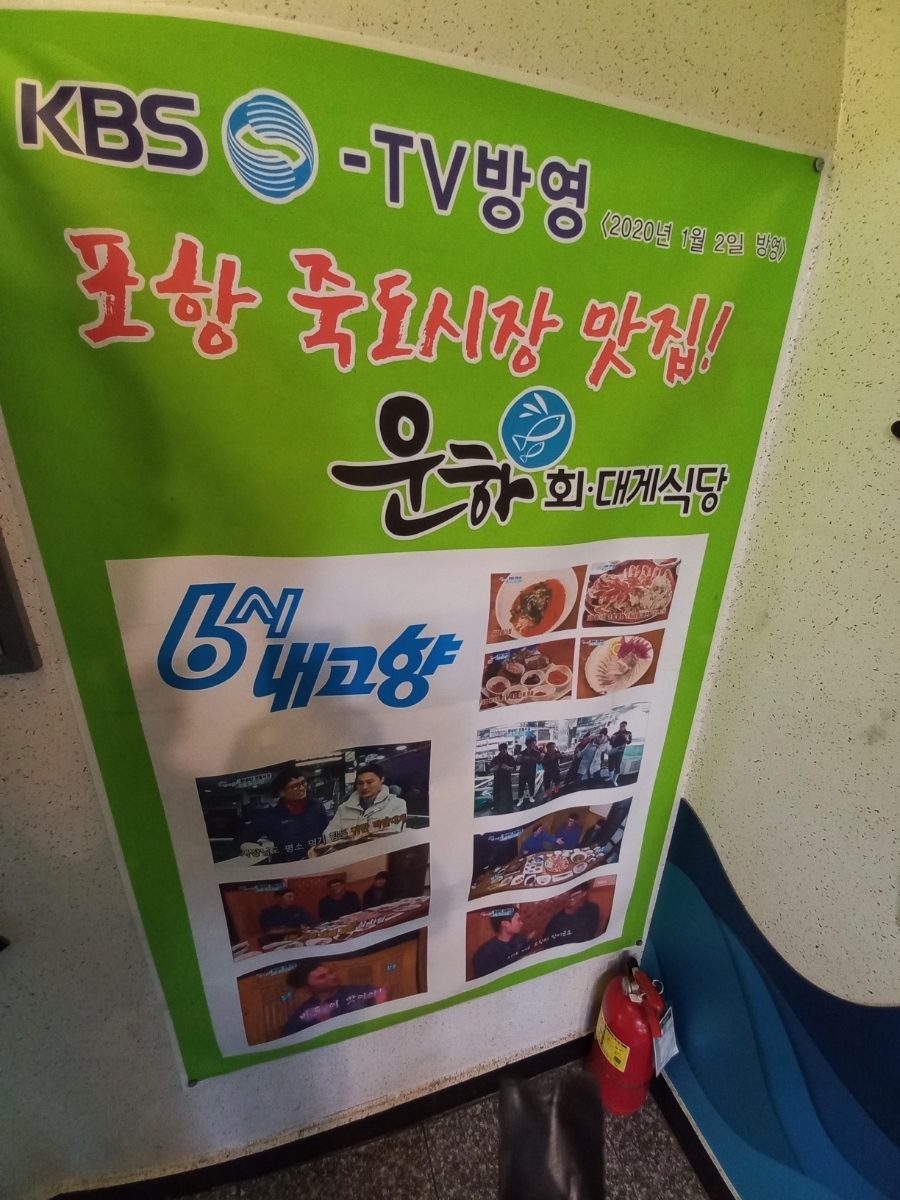 KBS -TV방영
〈2020년 1월 2일 방영〉
포항 죽도시장 맛집!
운하 회·대게식당
6시
내고향